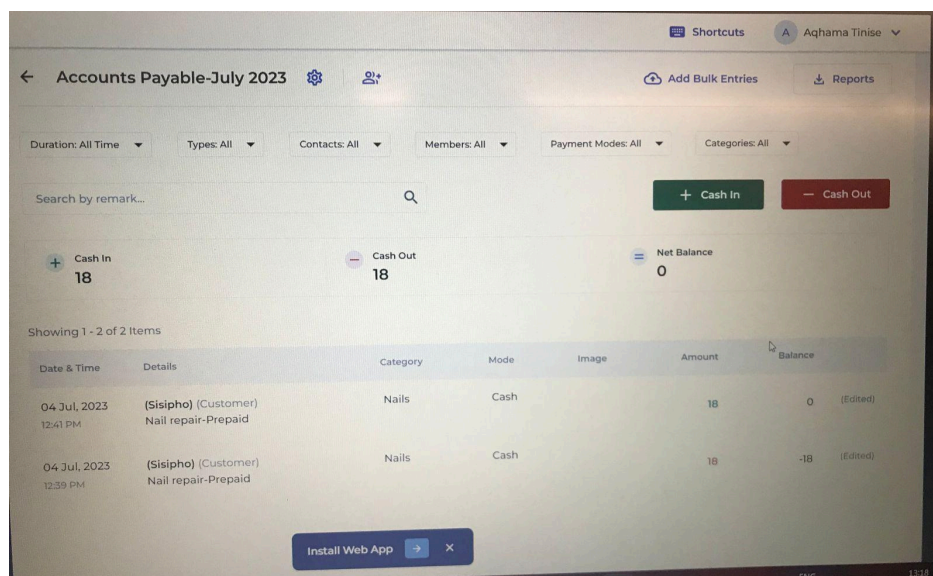 Shortcuts
A Aqhama Tinise
Accounts Payable-July 2023
Add Bulk Entries
Reports
Duration: All Time
Types: All
Contacts: All
Members: All
Payment Modes: All
Categories: All
Search by remark...
+ Cash In
− Cash Out
+ Cash In
18
− Cash Out
18
= Net Balance
0
Showing 1 - 2 of 2 Items
Date & Time Details Category Mode Image Amount Balance
04 Jul, 2023 (Sisipho) (Customer) Nails Cash 18 0 (Edited)
12:41 PM Nail repair-Prepaid
04 Jul, 2023 (Sisipho) (Customer) Nails Cash 18 -18 (Edited)
12:39 PM Nail repair-Prepaid
Install Web App
13:18